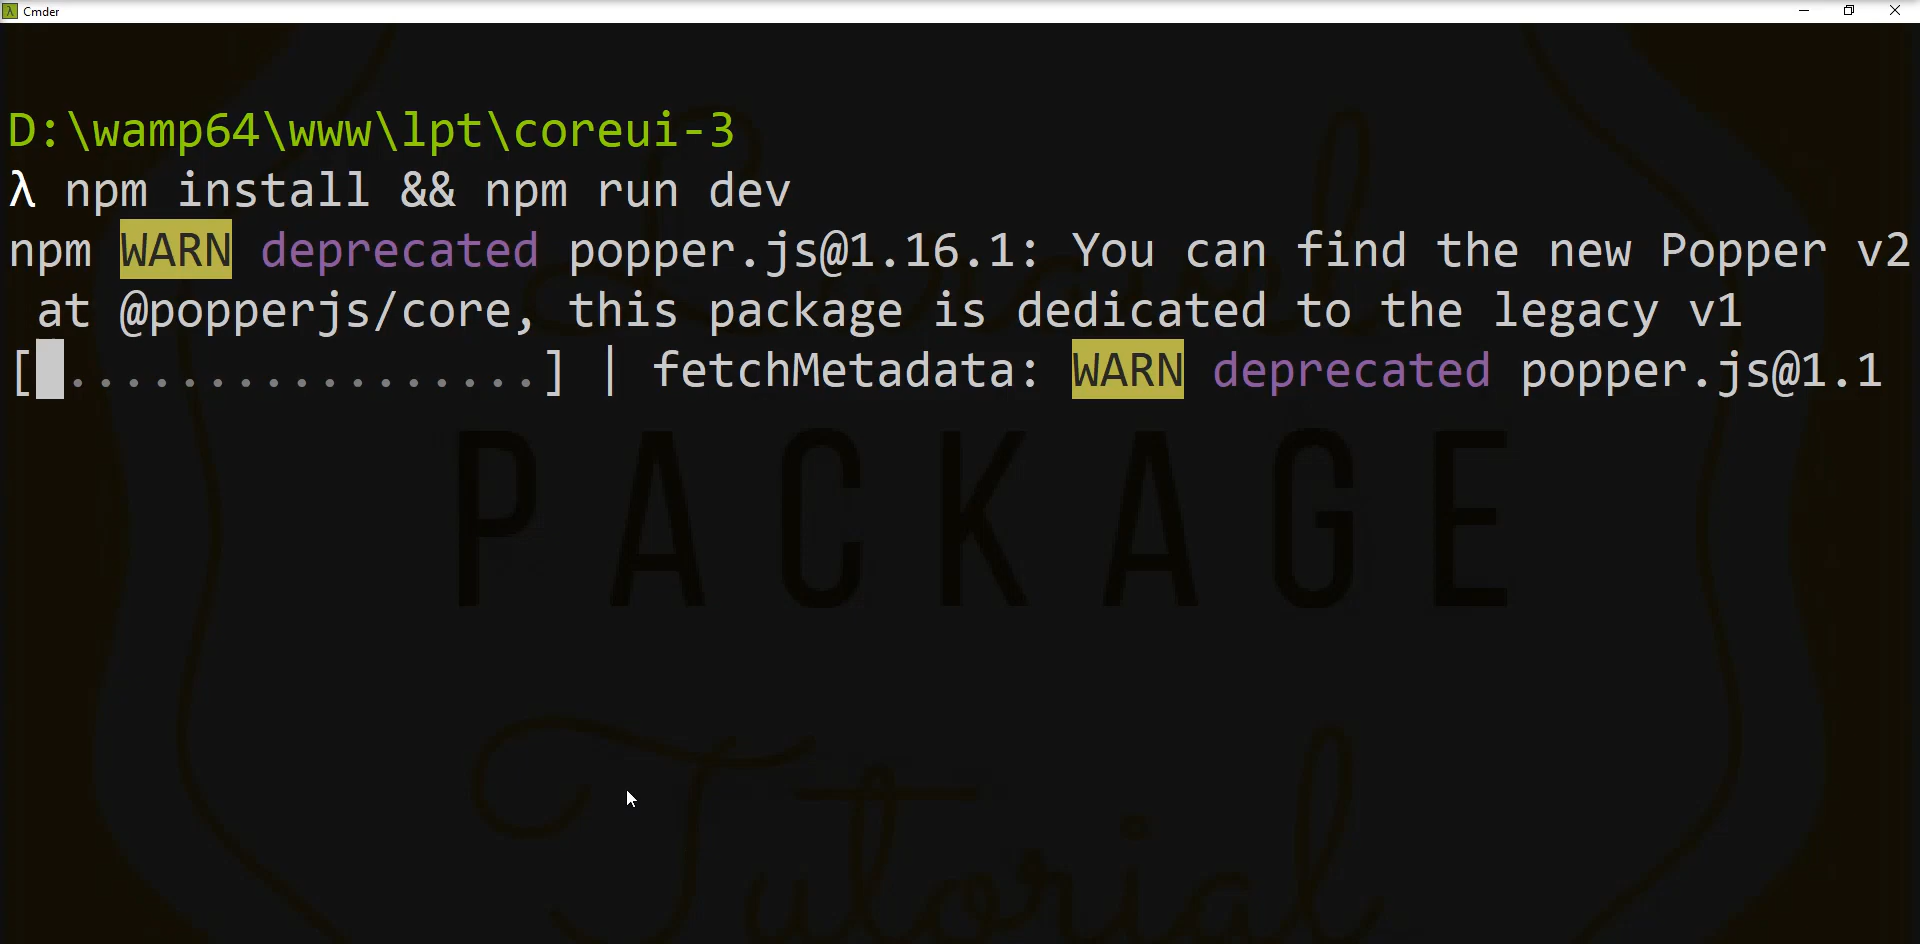 Cmder
D:\wamp64\www\lpt\coreui-3
λ npm install && npm run dev
npm WARN deprecated popper.js@1.16.1: You can find the new Popper v2
at @popperjs/core, this package is dedicated to the legacy v1
[ ..................] | fetchMetadata: WARN deprecated popper.js@1.1
Laravel
PACKAGE
Tutorial